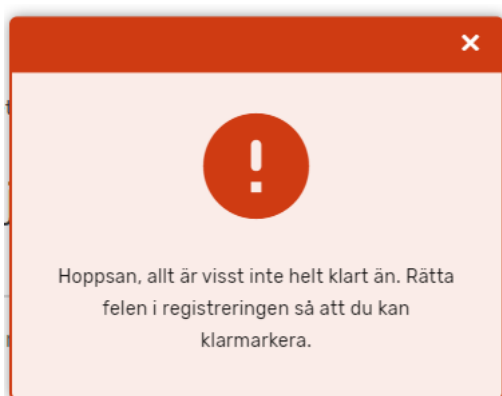 Hoppsan, allt är visst inte helt klart än. Rätta
felen i registreringen så att du kan
klarmarkera.